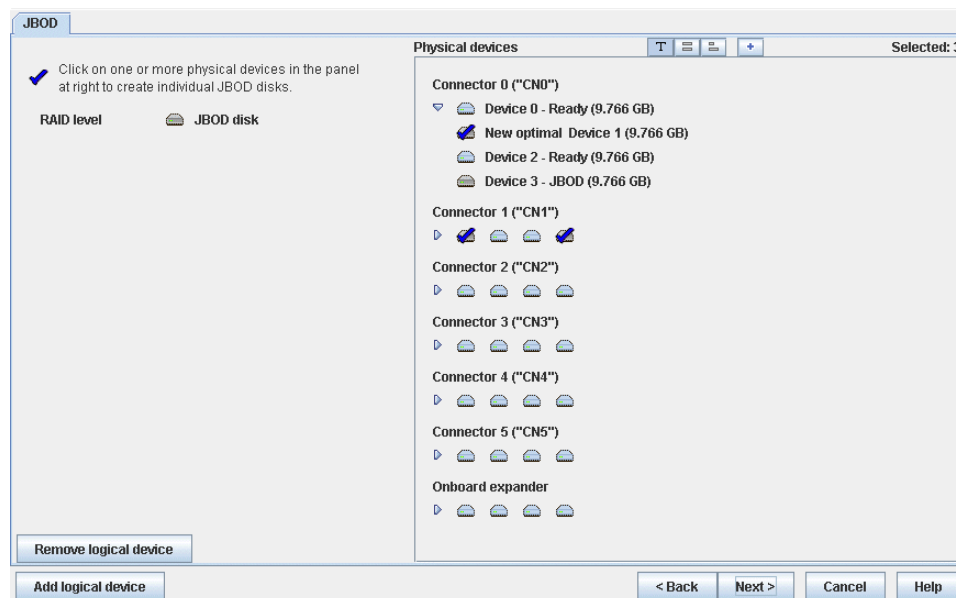 JBOD
Physical devices
T
Selected: 3
Click on one or more physical devices in the panel
at right to create individual JBOD disks.
RAID level
JBOD disk
Connector 0 ("CN0")
Device 0 - Ready (9.766 GB)
New optimal Device 1 (9.766 GB)
Device 2 - Ready (9.766 GB)
Device 3 - JBOD (9.766 GB)
Connector 1 ("CN1")
Connector 2 ("CN2")
Connector 3 ("CN3")
Connector 4 ("CN4")
Connector 5 ("CN5")
Onboard expander
Remove logical device
Add logical device
< Back
Next >
Cancel
Help